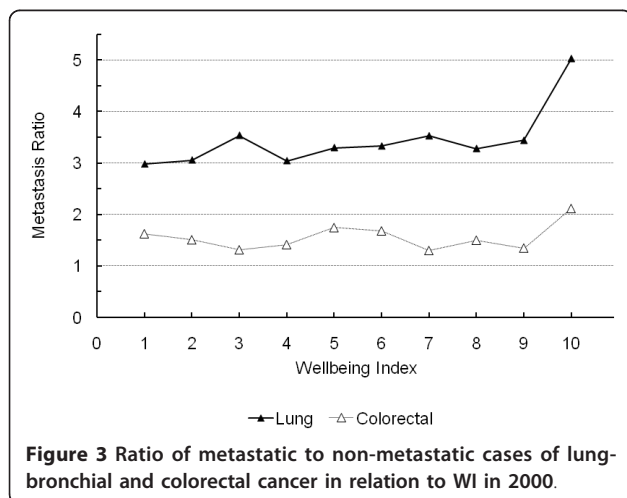 5
4
3
2
1
0
Metastasis Ratio
0 1 2 3 4 5 6 7 8 9 10
Wellbeing Index
Lung Colorectal
Figure 3 Ratio of metastatic to non-metastatic cases of lung-
bronchial and colorectal cancer in relation to WI in 2000.